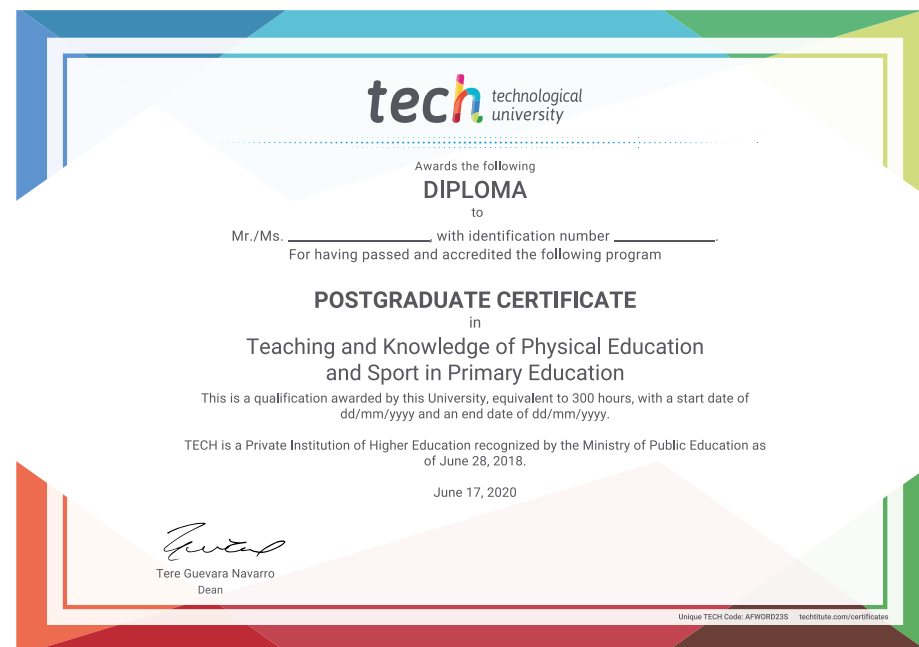 tech technological
university
Awards the following
DIPLOMA
to
Mr./Ms. ____________________, with identification number ______________.
For having passed and accredited the following program
POSTGRADUATE CERTIFICATE
in
Teaching and Knowledge of Physical Education
and Sport in Primary Education
This is a qualification awarded by this University, equivalent to 300 hours, with a start date of
dd/mm/yyyy and an end date of dd/mm/yyyy.
TECH is a Private Institution of Higher Education recognized by the Ministry of Public Education as
of June 28, 2018.
June 17, 2020
Tere Guevara Navarro
Dean
Unique TECH Code: AFWORD23S techtitute.com/certificates